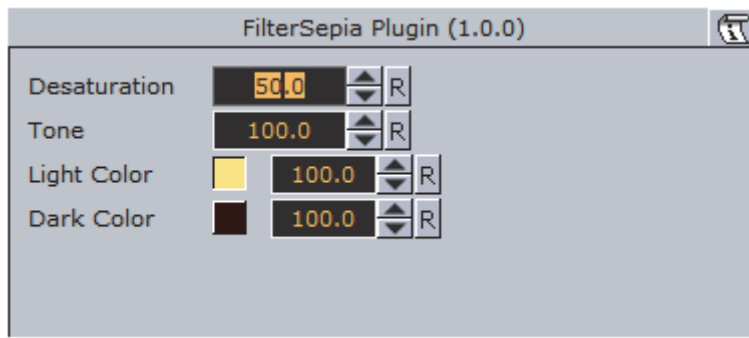 FilterSepia Plugin (1.0.0)
Desaturation 50.0 R
Tone 100.0 R
Light Color 100.0 R
Dark Color 100.0 R